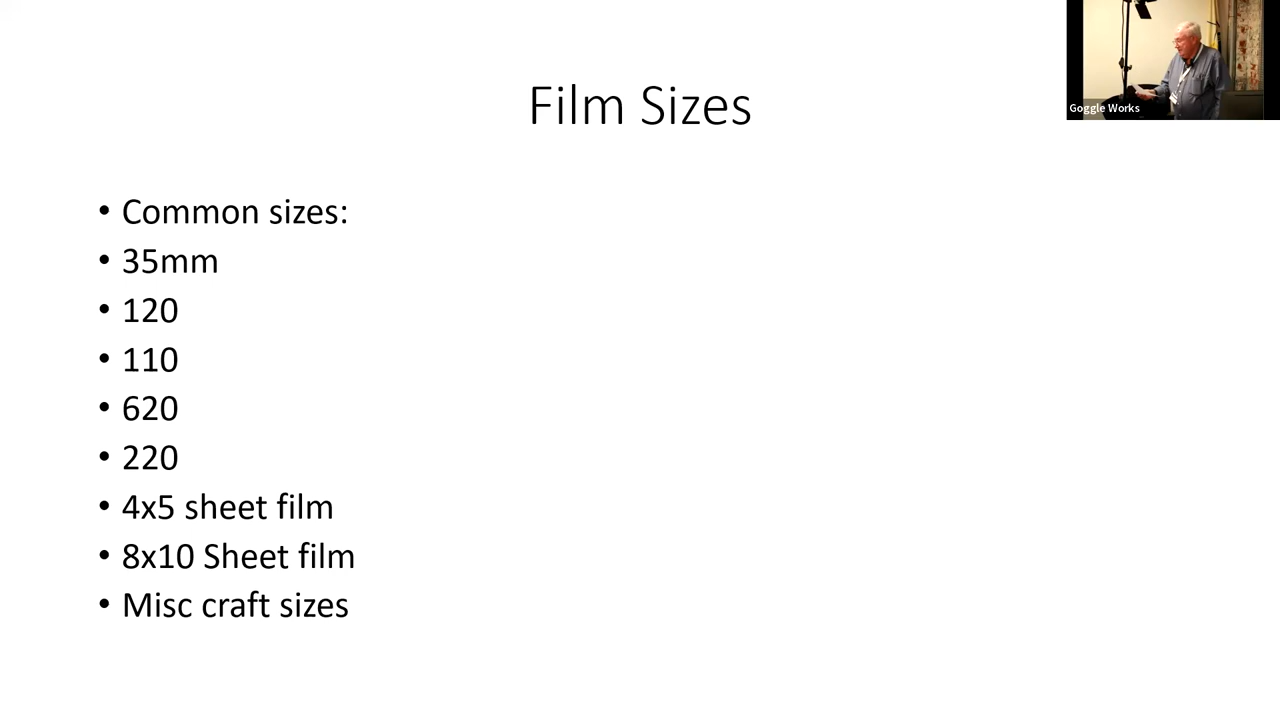 Film Sizes
Goggle Works
• Common sizes:
• 35mm
• 120
• 110
• 620
• 220
• 4x5 sheet film
• 8x10 Sheet film
• Misc craft sizes